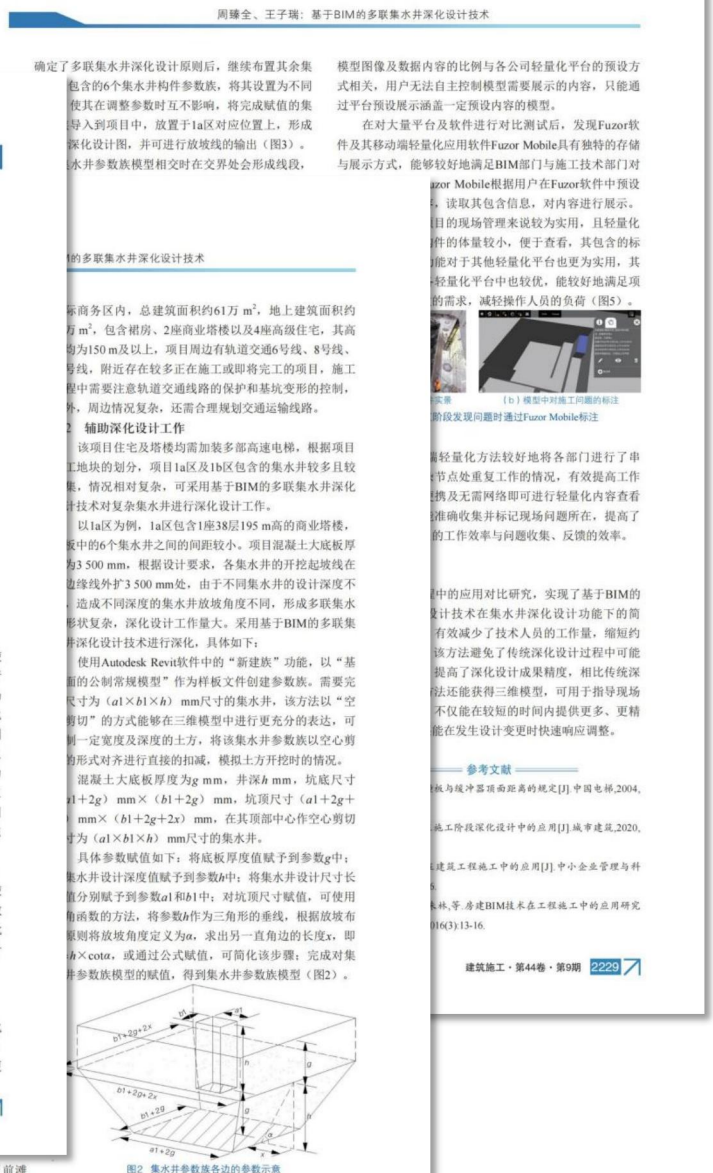 周臻全、王子瑞：基于BIM的多联集水井深化设计技术
确定了多联集水井深化设计原则后，继续布置其余集
包含的6个集水井构件参数族，将其设置为不同
使其在调整参数时互不影响，将完成赋值的集
导入到项目中，放置于1a区对应位置上，形成
深化设计图，并可进行放坡线的输出（图3）。
水井参数族模型相交时在交界处会形成线段，
模型图像及数据内容的比例与各公司轻量化平台的预设方
式相关，用户无法自主控制模型需要展示的内容，只能通
过平台预设展示涵盖一定预设内容的模型。
在对大量平台及软件进行对比测试后，发现Fuzor软
件及其移动端轻量化应用软件Fuzor Mobile具有独特的存储
与展示方式，能够较好地满足BIM部门与施工技术部门对
uzor Mobile根据用户在Fuzor软件中预设
，读取其包含信息，对内容进行展示。
目的现场管理来说较为实用，且轻量化
件的体量较小，便于查看，其包含的标
功能对于其他轻量化平台也更为实用，其
轻量化平台中也较优，能较好地满足项
的需求，减轻操作人员的负荷（图5）。
实景
（b）模型中对施工问题的标注
阶段发现问题时通过Fuzor Mobile标注
轻量化方法较好地将各部门进行了串
节点处重复工作的情况，有效提高工作
携及无需网络即可进行轻量化内容查看
准确收集并标记现场问题所在，提高了
的工作效率与问题收集、反馈的效率。
中的应用对比研究，实现了基于BIM的
设计技术在集水井深化设计功能下的简
有效减少了技术人员的工作量，缩短约
该方法避免了传统深化设计过程中可能
提高了深化设计成果精度，相比传统深
方法还能获得三维模型，可用于指导现场
不仅能在较短的时间内提供更多、更精
能在发生设计变更时快速响应调整。
参考文献
板与缓冲器顶面距离的规定[J].中国电梯,2004,
施工阶段深化设计中的应用[J].城市建筑,2020,
建筑工程施工中的应用[J].中小企业管理与科
6.
林,等.房建BIM技术在工程施工中的应用研究
016(3):13-16.
建筑施工·第44卷·第9期 2229
的多联集水井深化设计技术
际商务区内，总建筑面积约61万 m²，地上建筑面积约
万 m²，包含裙房、2座商业塔楼以及4座高级住宅，其高
均为150 m及以上，项目周边有轨道交通6号线、8号线、
号线，附近存在较多正在施工或即将完工的项目，施工
程中需要注意轨道交通线路的保护和基坑变形的控制，
外，周边情况复杂，还需合理规划交通运输线路。
2 辅助深化设计工作
该项目住宅及塔楼均需加装多部高速电梯，根据项目
工地块的划分，项目1a区及1b区包含的集水井较多且较
集，情况相对复杂，可采用基于BIM的多联集水井深化
计技术对复杂集水井进行深化设计工作。
以1a区为例，1a区包含1座38层195 m高的商业塔楼，
板中的6个集水井之间的间距较小。项目混凝土大底板厚
为3 500 mm，根据设计要求，各集水井的开挖起坡线在
边缘线外扩3 500 mm处，由于不同集水井的设计深度不
，造成不同深度的集水井放坡角度不同，形成多联集水
形状复杂，深化设计工作量大。采用基于BIM的多联集
井深化设计技术进行深化，具体如下：
使用Autodesk Revit软件中的“新建族”功能，以“基
面的公制常规模型”作为样板文件创建参数族。需要完
尺寸为（a1×b1×h）mm尺寸的集水井，该方法以“空
剪切”的方式能够在三维模型中进行更充分的表达，可
制一定宽度及深度的土方，将该集水井参数族以空心剪
的形式对齐进行直接的扣减，模拟土方开挖时的情况。
混凝土大底板厚度为g mm，井深h mm，坑底尺寸
a1＋2g）mm×（b1＋2g）mm，坑顶尺寸（a1＋2g＋
）mm×（b1＋2g＋2x）mm，在其顶部中心作空心剪切
寸为（a1×b1×h）mm尺寸的集水井。
具体参数赋值如下：将底板厚度值赋予到参数g中；
集水井设计深度值赋予到参数h中；将集水井设计尺寸长
值分别赋予到参数a1和b1中；对坑顶尺寸赋值，可使用
角函数的方法，将参数h作为三角形的垂线，根据放坡布
原则将放坡角度定义为α，求出另一直角边的长度x，即
h×cotα，或通过公式赋值，可简化该步骤；完成对集
井参数族模型的赋值，得到集水井参数族模型（图2）。
b1
a1
b1+2g+2x
h
g
b1+2g+2x
b1+2g
g
h
α
a1+2g
x
图2 集水井参数族各边的参数示意
前滩